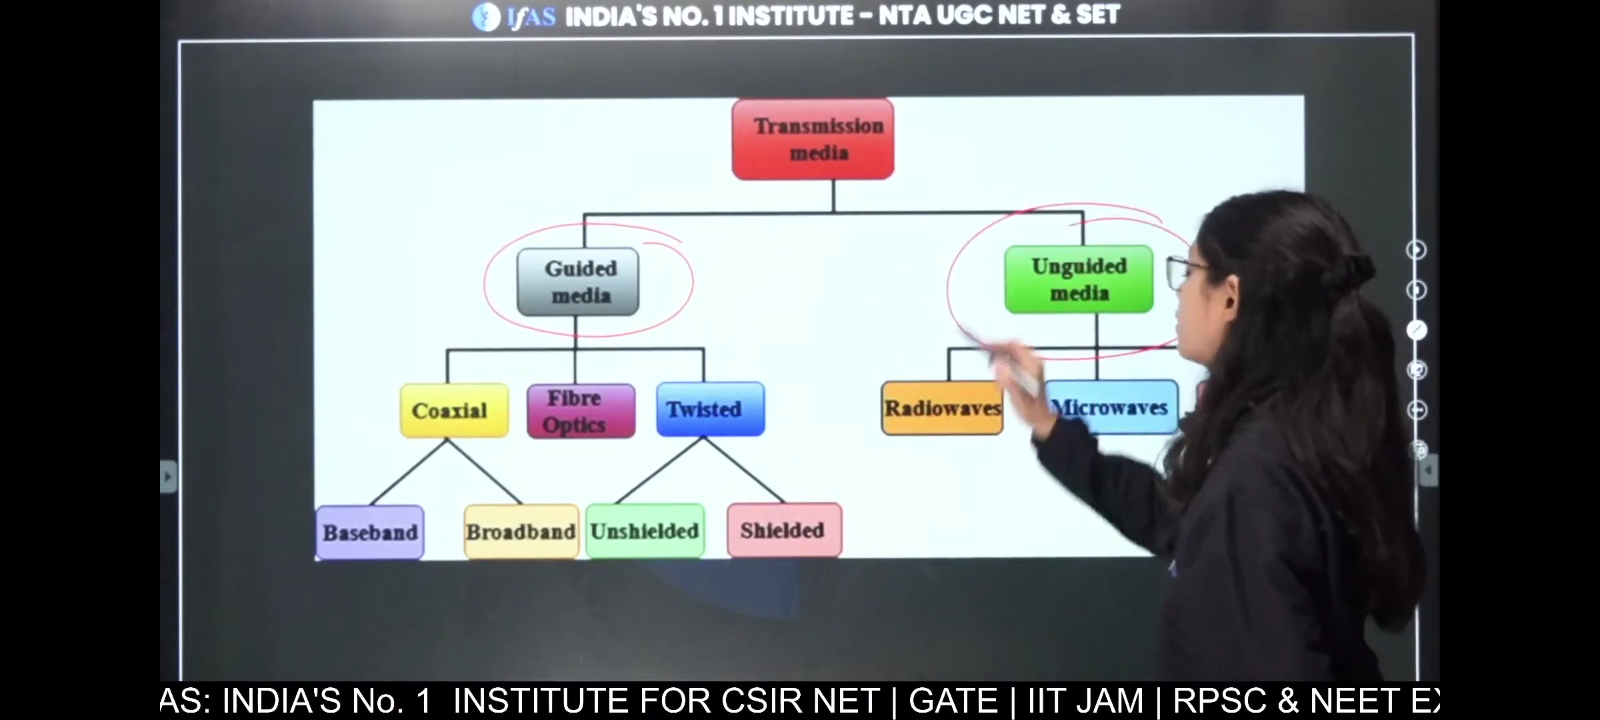 IfAS INDIA'S NO. 1 INSTITUTE – NTA UGC NET & SET
Transmission
media
Guided
media
Unguided
media
Coaxial
Fibre
Optics
Twisted
Radiowaves
Microwaves
Baseband
Broadband
Unshielded
Shielded
AS: INDIA'S No. 1 INSTITUTE FOR CSIR NET | GATE | IIT JAM | RPSC & NEET EX